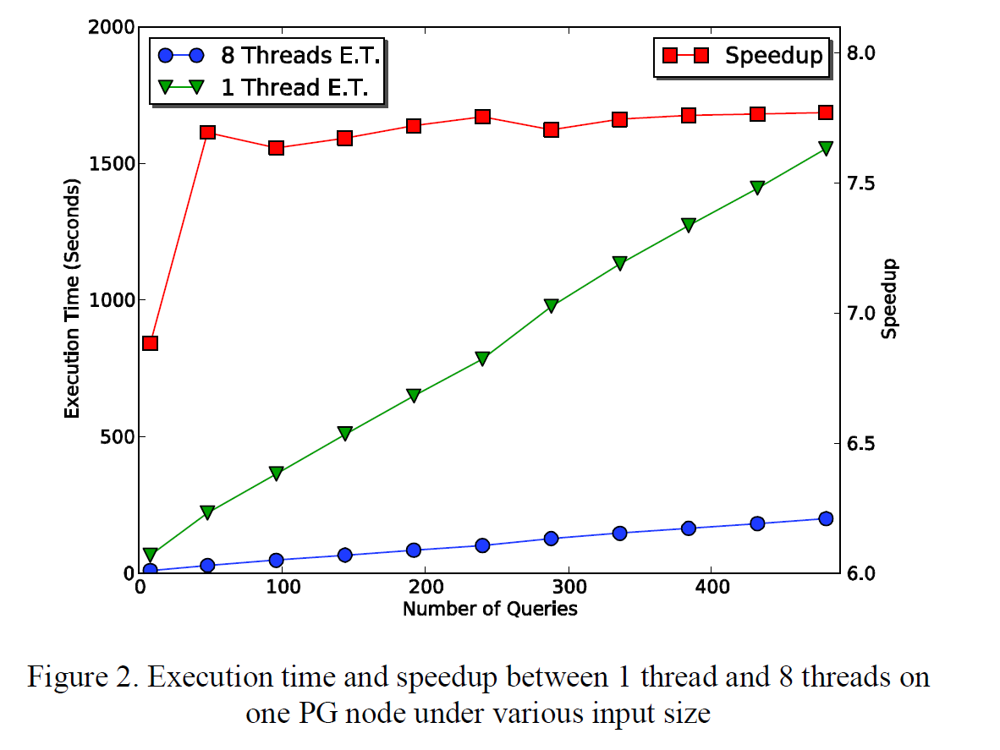 2000
8 Threads E.T.
1 Thread E.T.
Speedup
8.0
1500
7.5
Execution Time (Seconds)
1000
7.0
Speedup
500
6.5
0
6.0
0 100 200 300 400
Number of Queries
Figure 2. Execution time and speedup between 1 thread and 8 threads on
one PG node under various input size